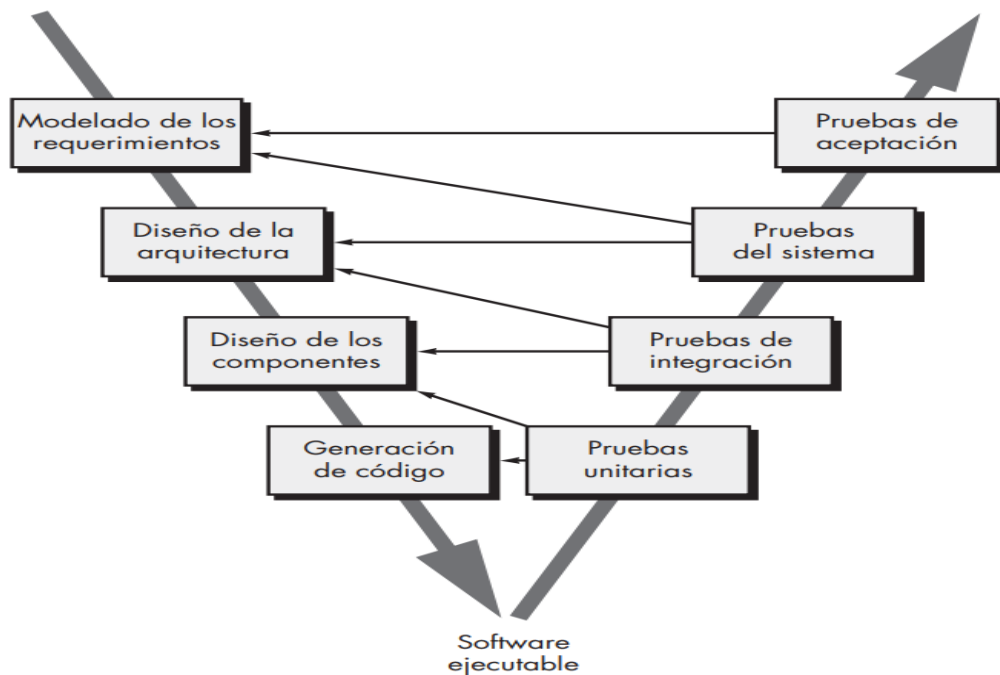 Modelado de los
requerimientos
Pruebas de
aceptación
Diseño de la
arquitectura
Pruebas
del sistema
Diseño de los
componentes
Pruebas de
integración
Generación
de código
Pruebas
unitarias
Software
ejecutable